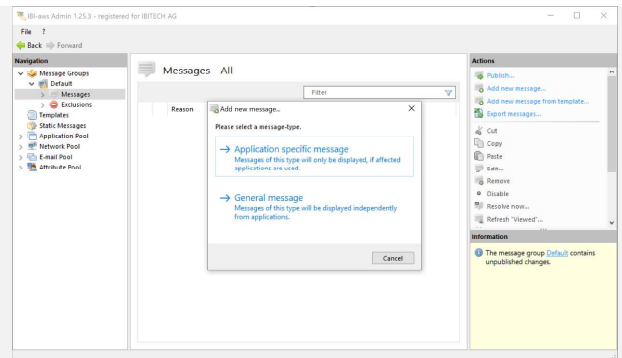 IBI-aws Admin 1.25.3 - registered for IBITECH AG
File ?
Back Forward
Navigation
Message Groups
Default
Messages
Exclusions
Templates
Static Messages
Application Pool
Network Pool
E-mail Pool
Attribute Pool
Messages All
Filter
Reason
Add new message...
Please select a message-type.
Application specific message
Messages of this type will only be displayed, if affected
applications are used.
General message
Messages of this type will be displayed independently
from applications.
Cancel
Actions
Publish...
Add new message...
Add new message from template...
Export messages...
Cut
Copy
Paste
Edit...
Remove
Disable
Resolve now...
Refresh "Viewed"...
Information
The message group Default contains
unpublished changes.